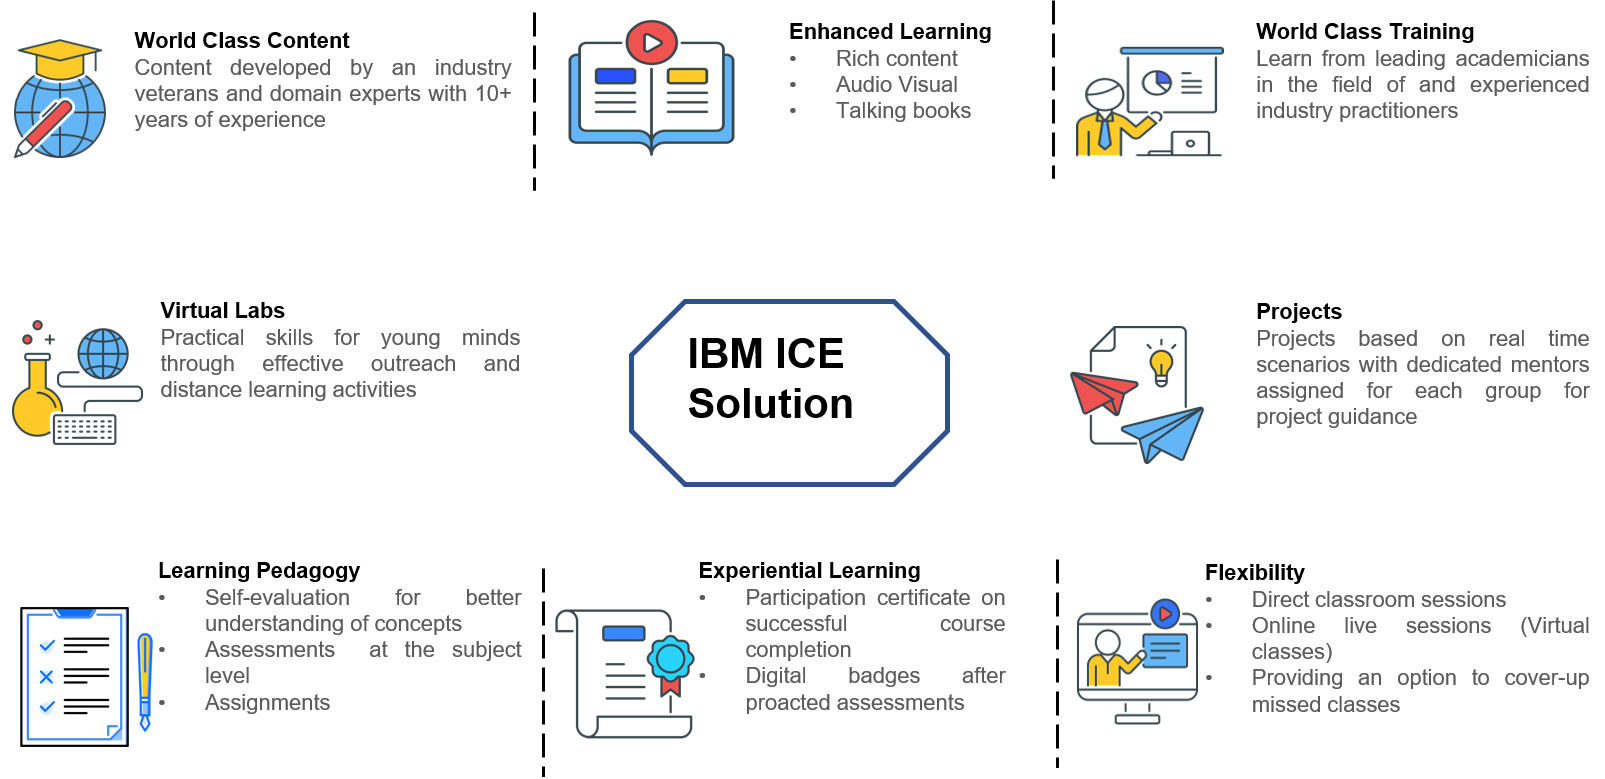 World Class Content
Content developed by an industry
veterans and domain experts with 10+
years of experience
Enhanced Learning
• Rich content
• Audio Visual
• Talking books
World Class Training
Learn from leading academicians
in the field of and experienced
industry practitioners
Virtual Labs
Practical skills for young minds
through effective outreach and
distance learning activities
IBM ICE
Solution
Projects
Projects based on real time
scenarios with dedicated mentors
assigned for each group for
project guidance
Learning Pedagogy
• Self-evaluation for better
understanding of concepts
• Assessments at the subject
level
• Assignments
Experiential Learning
• Participation certificate on
successful course
completion
• Digital badges after
proacted assessments
Flexibility
• Direct classroom sessions
• Online live sessions (Virtual
classes)
• Providing an option to cover-up
missed classes